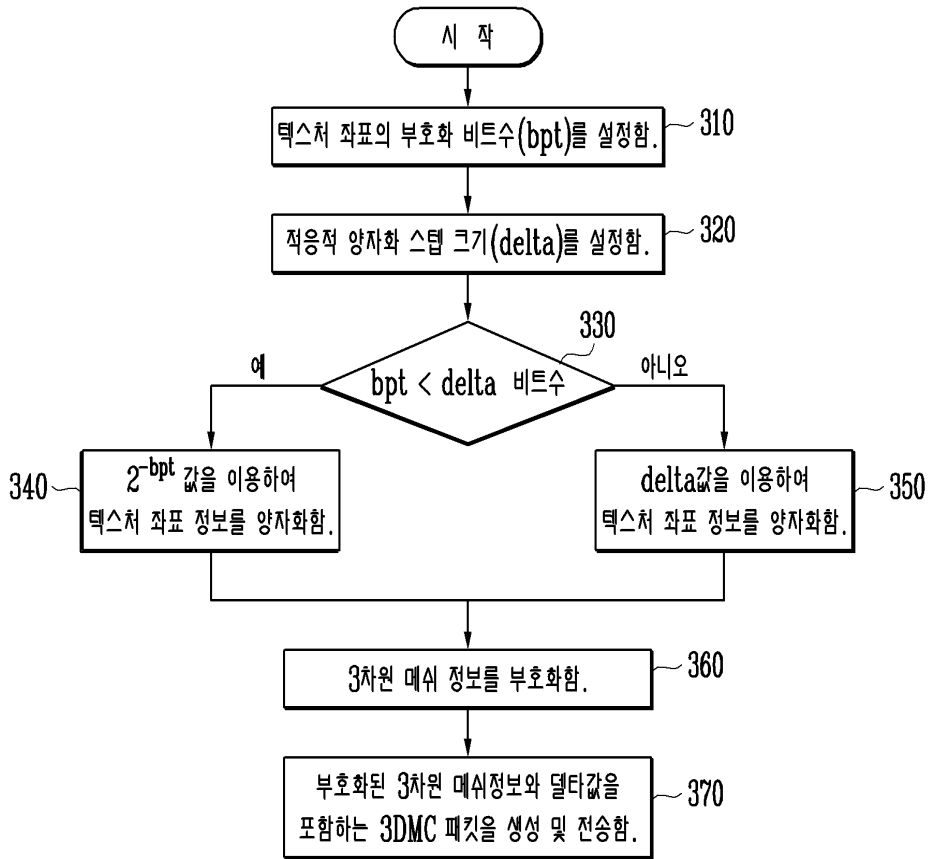 시 작
텍스처 좌표의 부호화 비트수(bpt)를 설정함.
310
적응적 양자화 스텝 크기(delta)를 설정함.
320
330
bpt < delta 비트수
예
아니오
340
2^-bpt 값을 이용하여
텍스처 좌표 정보를 양자화함.
delta값을 이용하여
텍스처 좌표 정보를 양자화함.
350
3차원 메쉬 정보를 부호화함.
360
부호화된 3차원 메쉬정보와 델타값을
포함하는 3DMC 패킷을 생성 및 전송함.
370